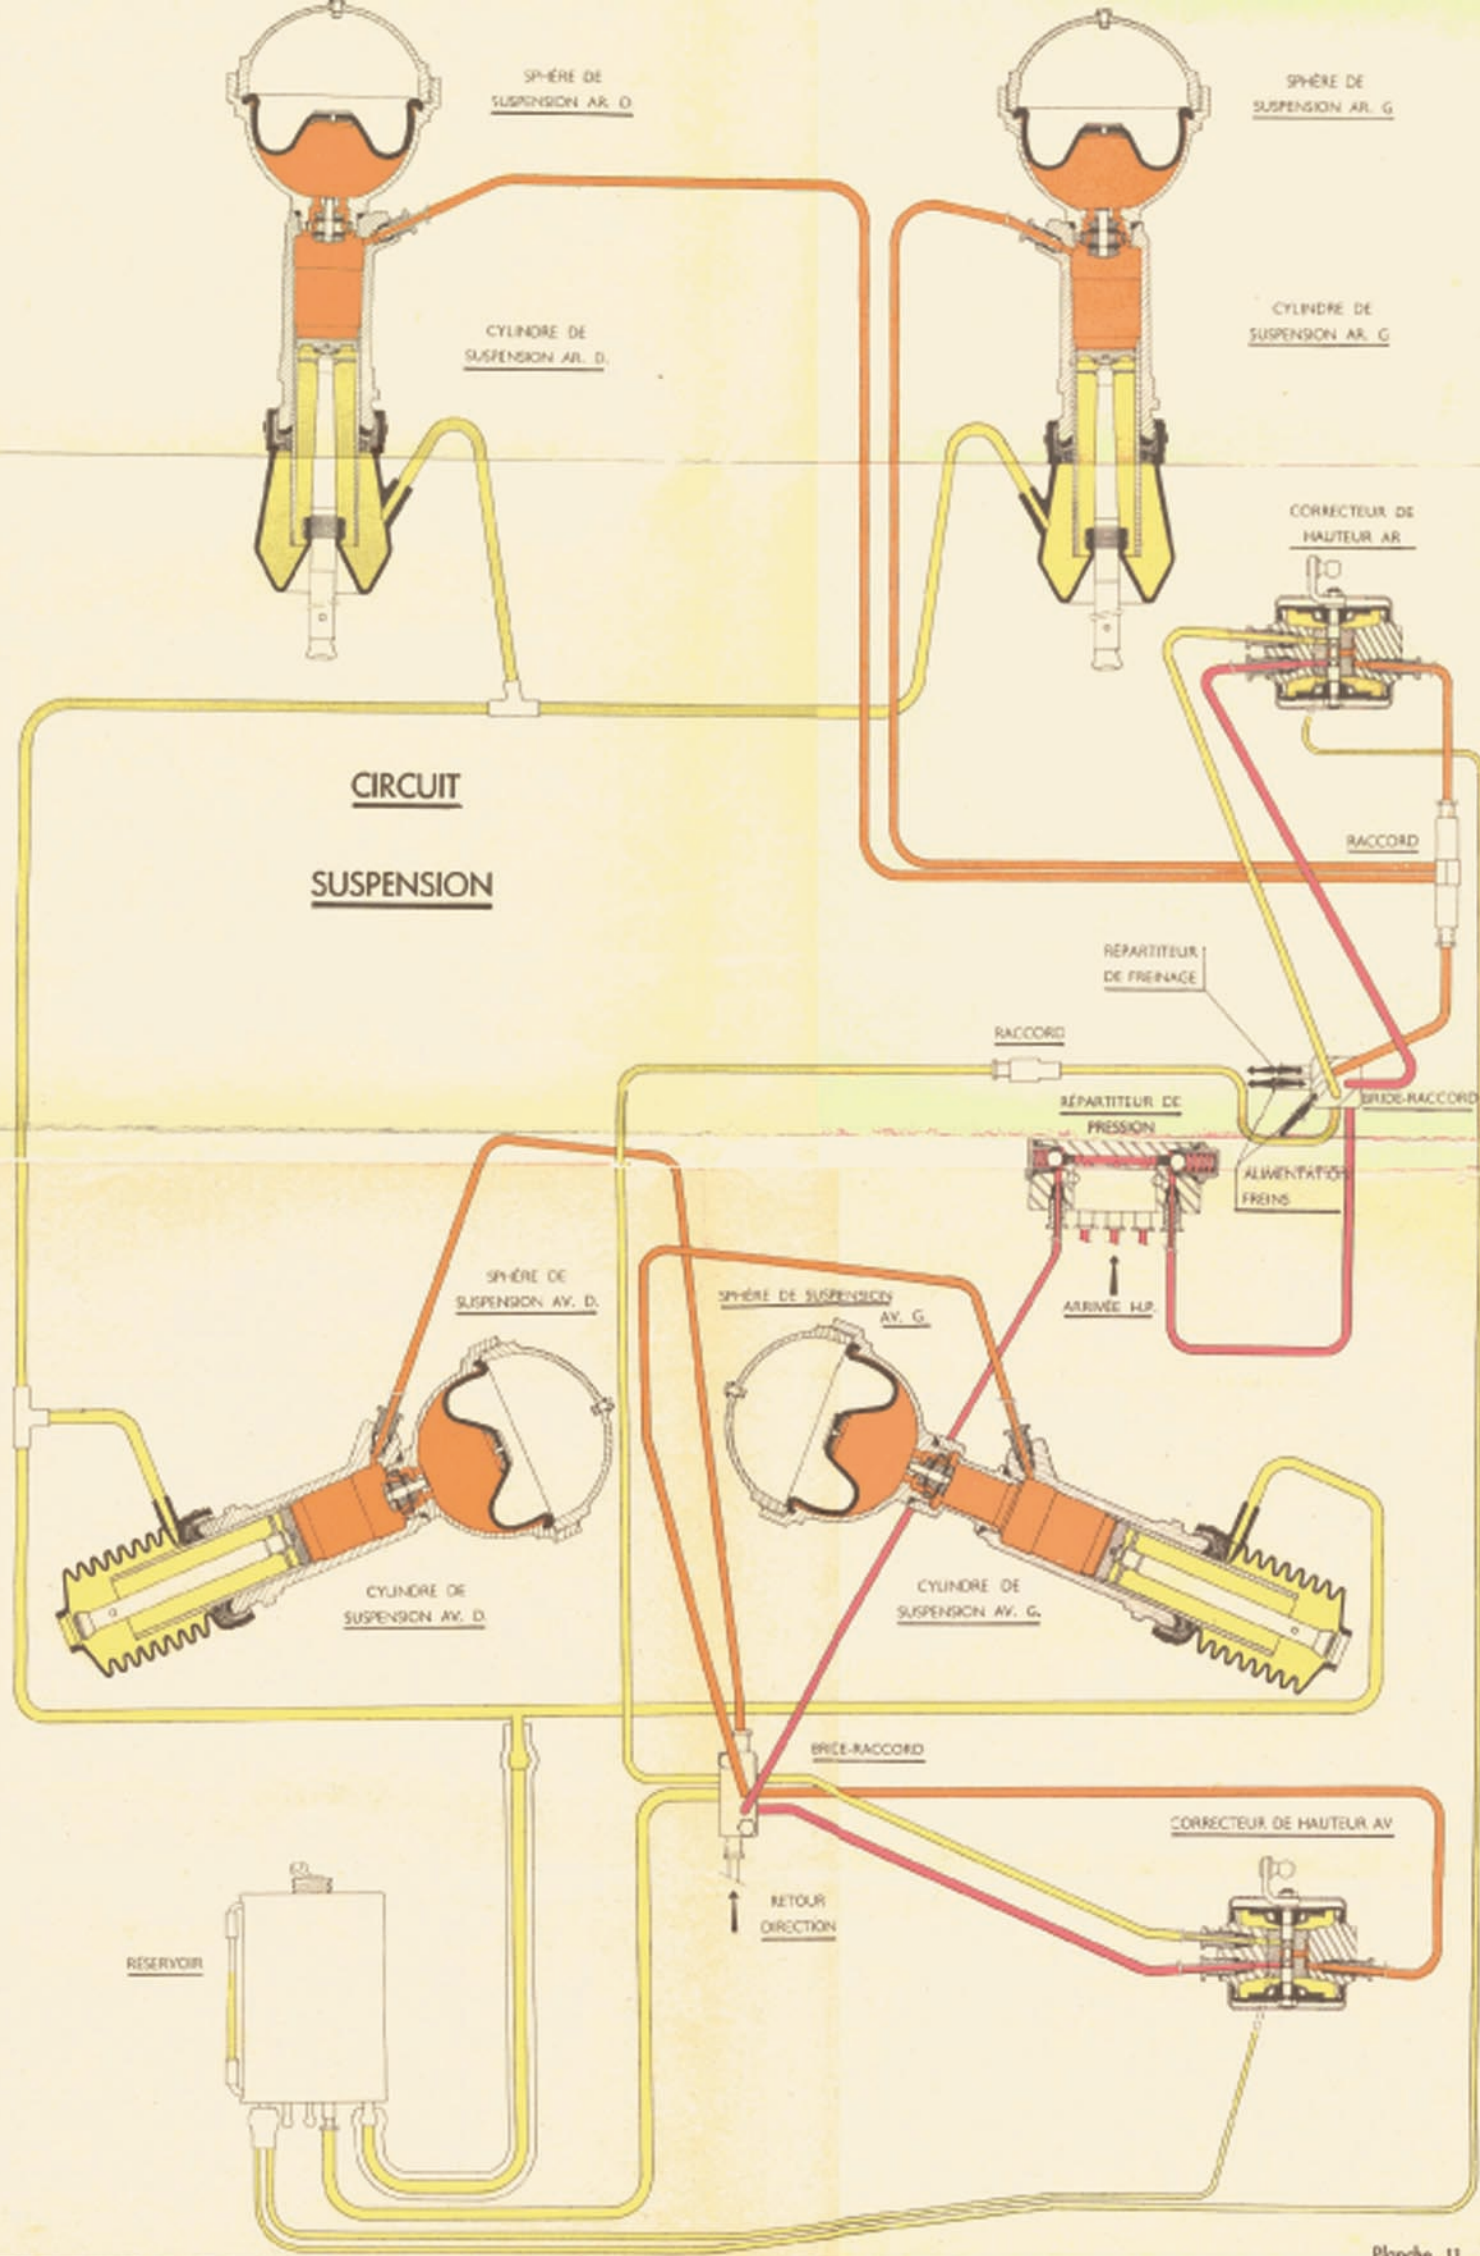 SPHÈRE DE
SUSPENSION AR. D.
SPHÈRE DE
SUSPENSION AR. G
CYLINDRE DE
SUSPENSION AR. D.
CYLINDRE DE
SUSPENSION AR. G
CORRECTEUR DE
HAUTEUR AR
CIRCUIT
SUSPENSION
RACCORD
RÉPARTITEUR
DE FREINAGE
RACCORD
BRIDE-RACCORD
RÉPARTITEUR DE
PRESSION
ALIMENTATION
FREINS
SPHÈRE DE
SUSPENSION AV. D.
SPHÈRE DE SUSPENSION
AV. G.
ARRIVÉE H.P.
CYLINDRE DE
SUSPENSION AV. D.
CYLINDRE DE
SUSPENSION AV. G.
BRIDE-RACCORD
CORRECTEUR DE HAUTEUR AV
RETOUR
DIRECTION
RÉSERVOIR
Planche 11